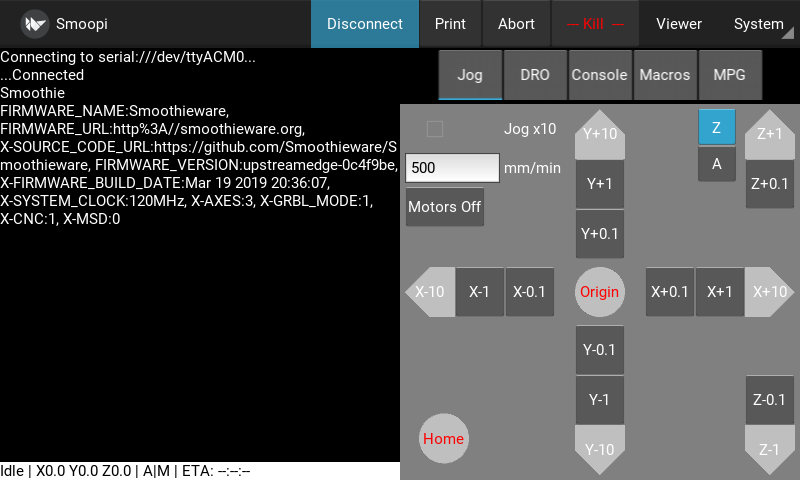 Smoopi
Disconnect
Print
Abort
— Kill —
Viewer
System
Connecting to serial:///dev/ttyACM0...
...Connected
Smoothie
FIRMWARE_NAME:Smoothieware,
FIRMWARE_URL:http%3A//smoothieware.org,
X-SOURCE_CODE_URL:https://github.com/Smoothieware/S
moothieware, FIRMWARE_VERSION:upstreamedge-0c4f9be,
X-FIRMWARE_BUILD_DATE:Mar 19 2019 20:36:07,
X-SYSTEM_CLOCK:120MHz, X-AXES:3, X-GRBL_MODE:1,
X-CNC:1, X-MSD:0
Idle | X0.0 Y0.0 Z0.0 | A|M | ETA: --:--:--
Jog
DRO
Console
Macros
MPG
Jog x10
500
mm/min
Motors Off
Y+10
Y+1
Y+0.1
Z
A
Z+1
Z+0.1
X-10
X-1
X-0.1
Origin
X+0.1
X+1
X+10
Y-0.1
Y-1
Y-10
Home
Z-0.1
Z-1